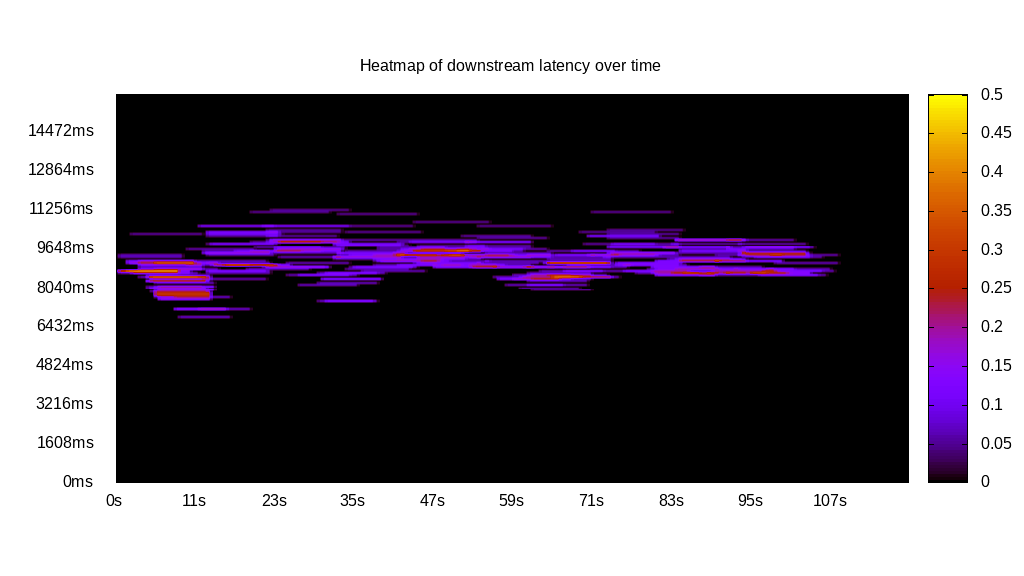 Heatmap of downstream latency over time
14472ms
12864ms
11256ms
9648ms
8040ms
6432ms
4824ms
3216ms
1608ms
0ms
0s 11s 23s 35s 47s 59s 71s 83s 95s 107s
0.5
0.45
0.4
0.35
0.3
0.25
0.2
0.15
0.1
0.05
0